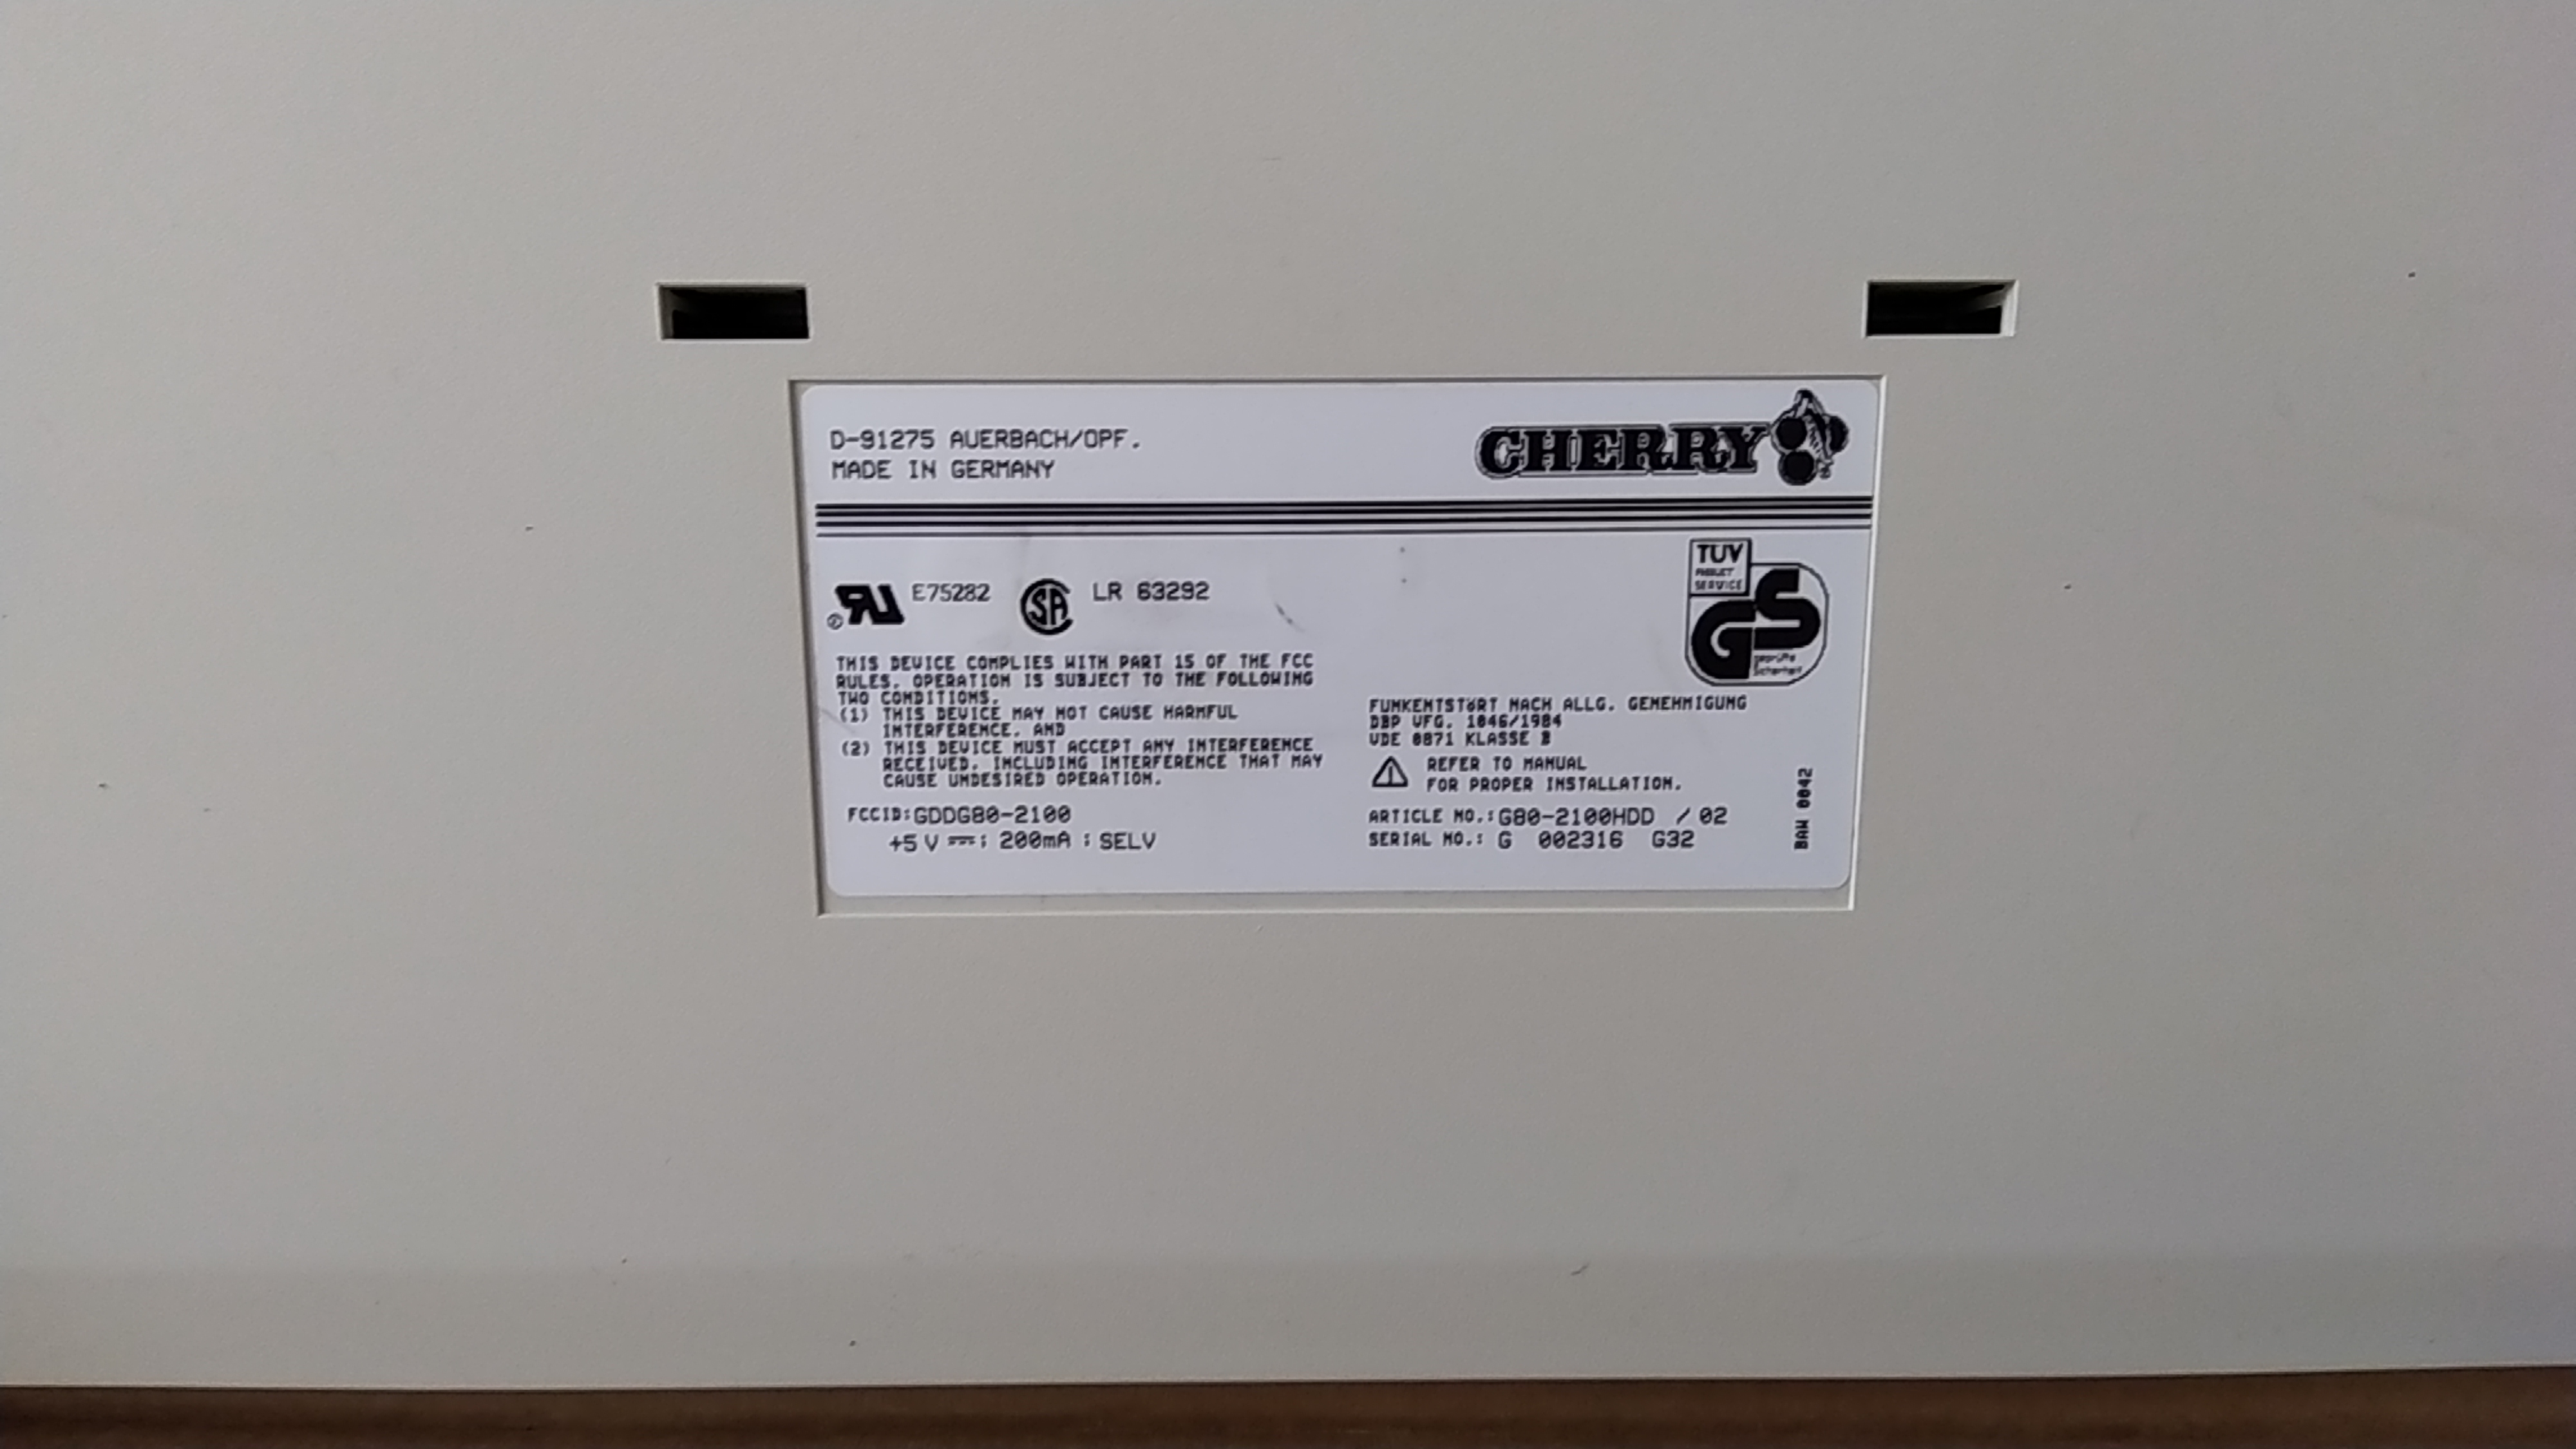 D-91275 AUERBACH/OPF.
MADE IN GERMANY
CHERRY
®
E75282
LR 63292
TUV
PRODUCT
SERVICE
GS
geprüfte
Sicherheit
THIS DEVICE COMPLIES WITH PART 15 OF THE FCC
RULES. OPERATION IS SUBJECT TO THE FOLLOWING
TWO CONDITIONS.
(1) THIS DEVICE MAY NOT CAUSE HARMFUL
INTERFERENCE. AND
(2) THIS DEVICE MUST ACCEPT ANY INTERFERENCE
RECEIVED. INCLUDING INTERFERENCE THAT MAY
CAUSE UNDESIRED OPERATION.
FCCID:GDDG80-2100
+5 V ⎓; 200mA ; SELV
FUNKENTSTÖRT NACH ALLG. GENEHMIGUNG
DBP VFG. 1046/1984
VDE 0871 KLASSE B
REFER TO MANUAL
FOR PROPER INSTALLATION.
ARTICLE NO.:G80-2100HDD / 02
SERIAL NO.: G 002316 G32
BAW 0042